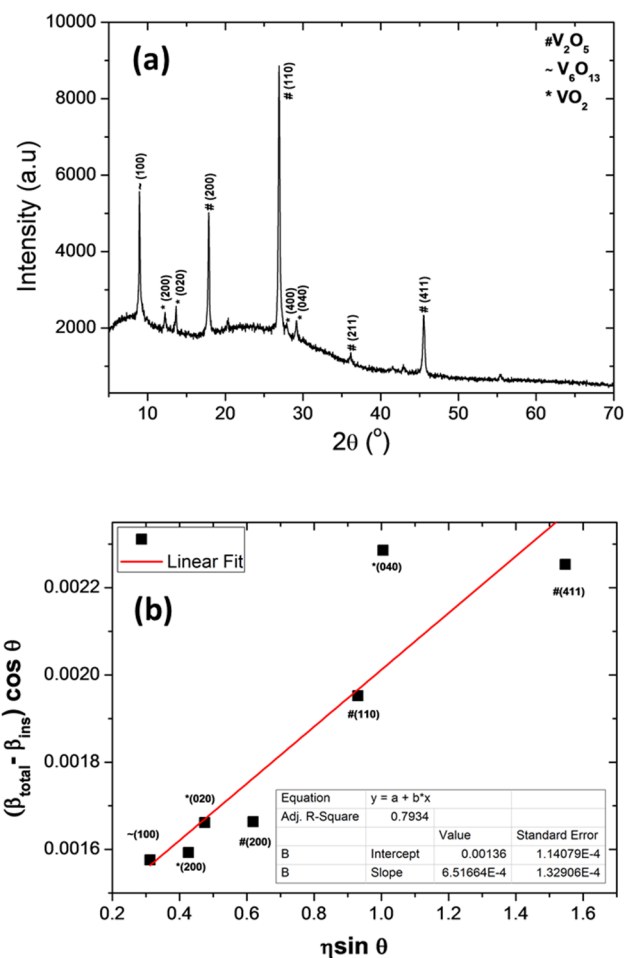 (a)
#V2O5
~ V6O13
* VO2
10000
8000
6000
4000
2000
Intensity (a.u)
~ (100)
* (200)
* (020)
# (200)
# (110)
* (400)
* (040)
# (211)
# (411)
10 20 30 40 50 60 70
2θ (o)
(b)
Linear Fit
0.0022
0.0020
0.0018
0.0016
(βtotal- βins) cos θ
*(040)
#(411)
#(110)
*(020)
~(100)
*(200)
#(200)
Equation y = a + b*x
Adj. R-Square 0.7934
Value Standard Error
B Intercept 0.00136 1.14079E-4
B Slope 6.51664E-4 1.32906E-4
0.2 0.4 0.6 0.8 1.0 1.2 1.4 1.6
ηsin θ